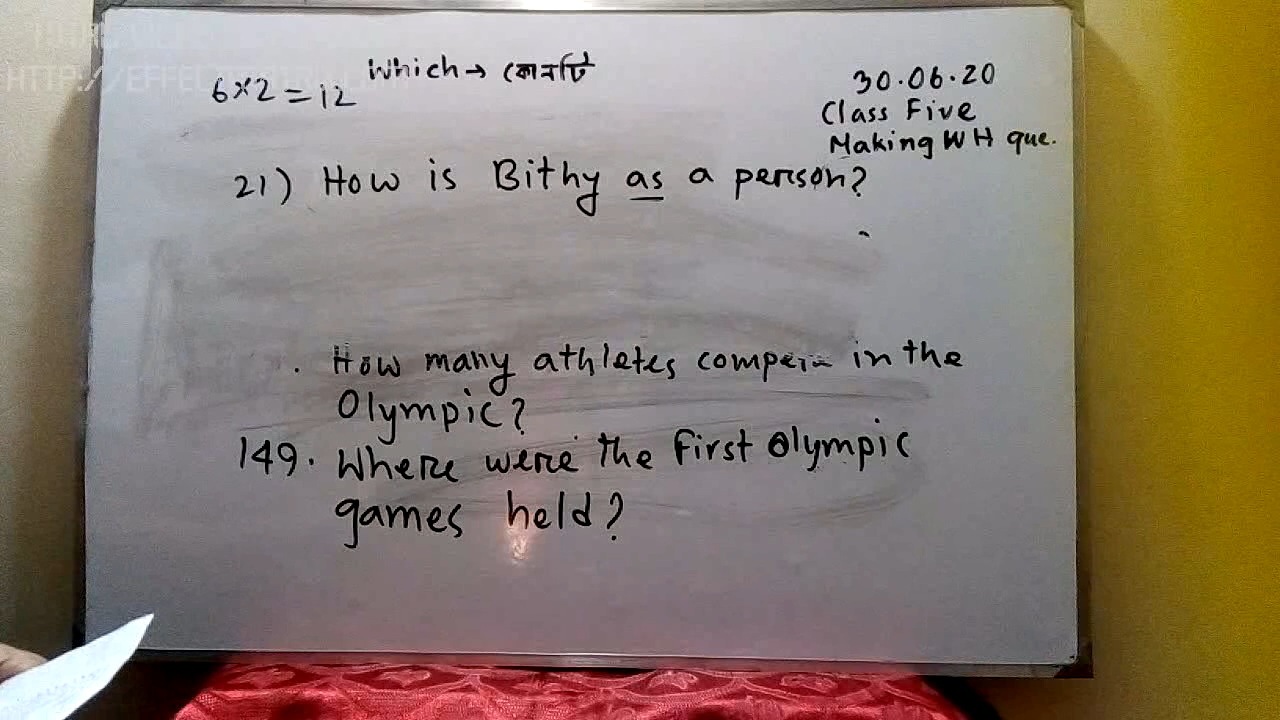 6×2=12
Which→ কোনটি
30.06.20
Class Five
Making WH que.
21) How is Bithy as a person?
. How many athletes in the
Olympic?
149. Where were the first Olympic
games held?